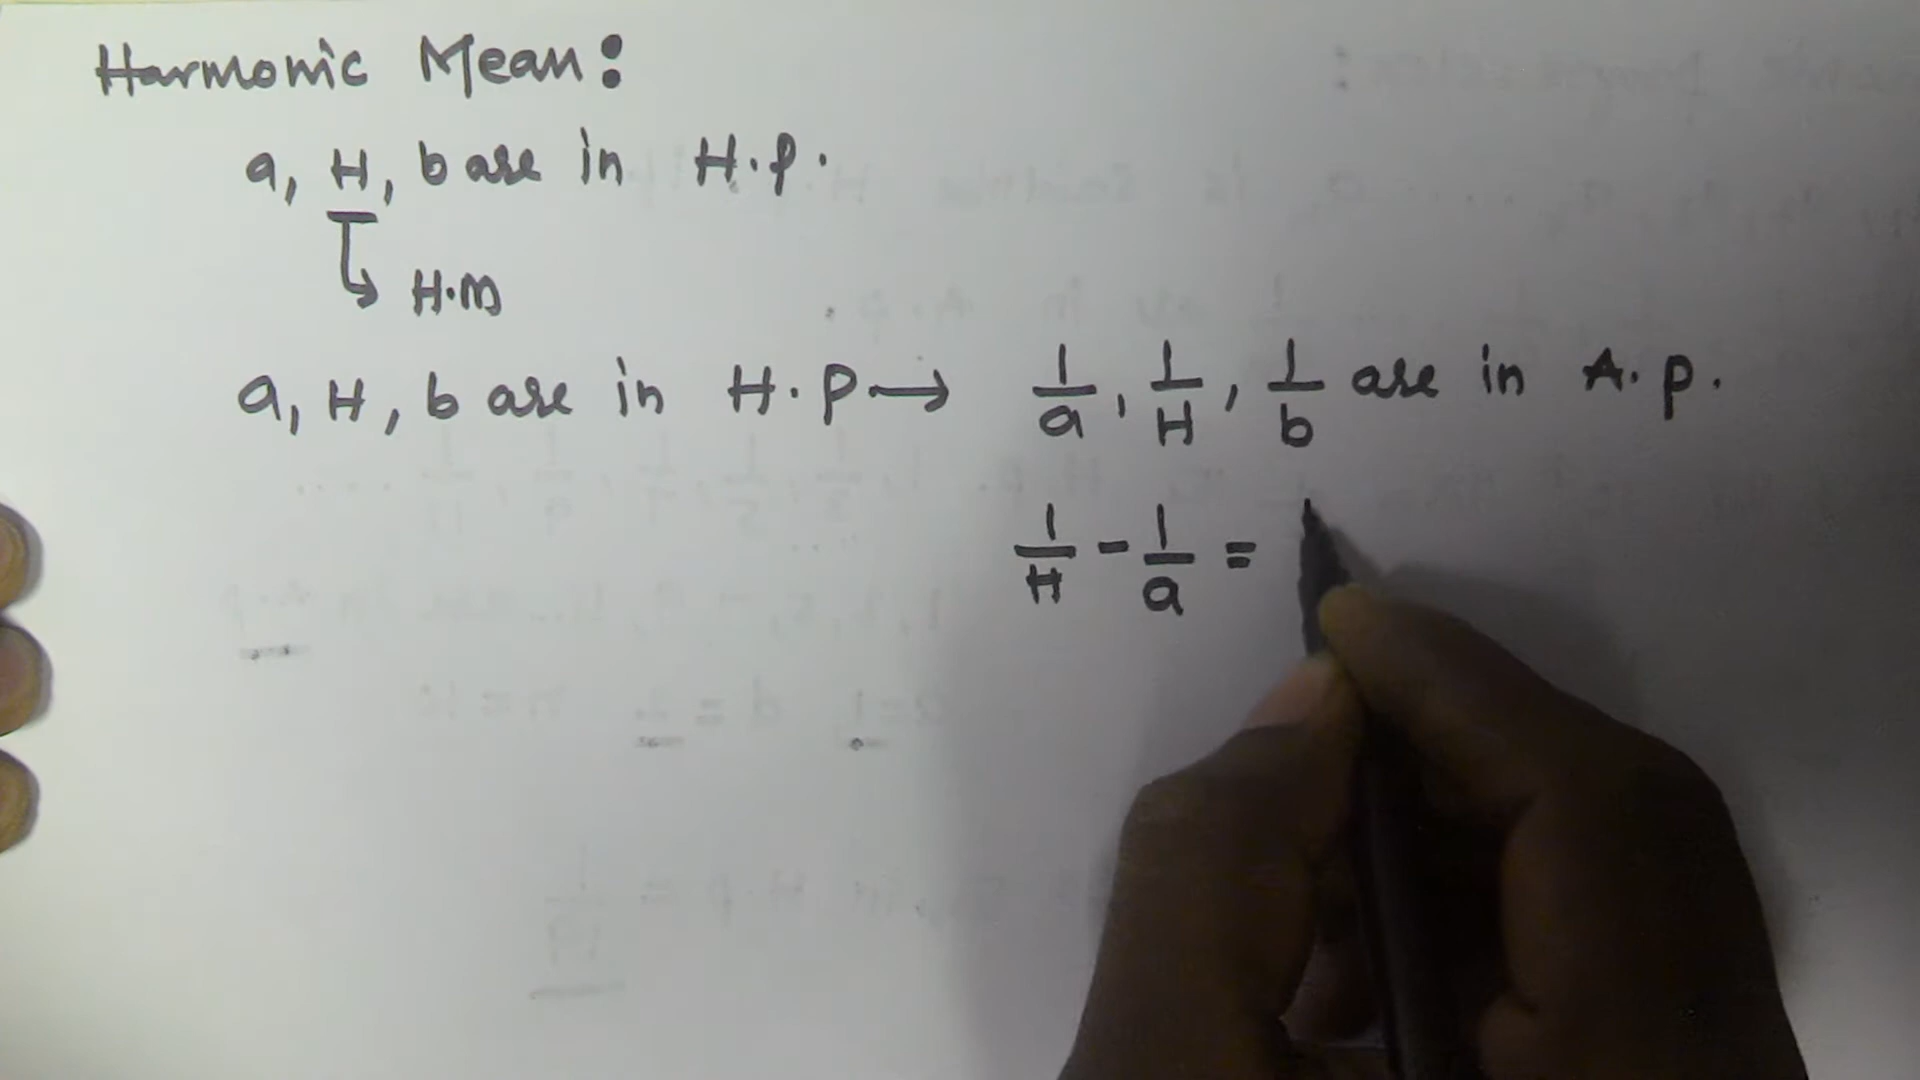 Harmonic Mean:
a, H, b are in H.P.
H.M
a, H, b are in H.P → 1/a, 1/H, 1/b are in A.P.
1/H - 1/a =